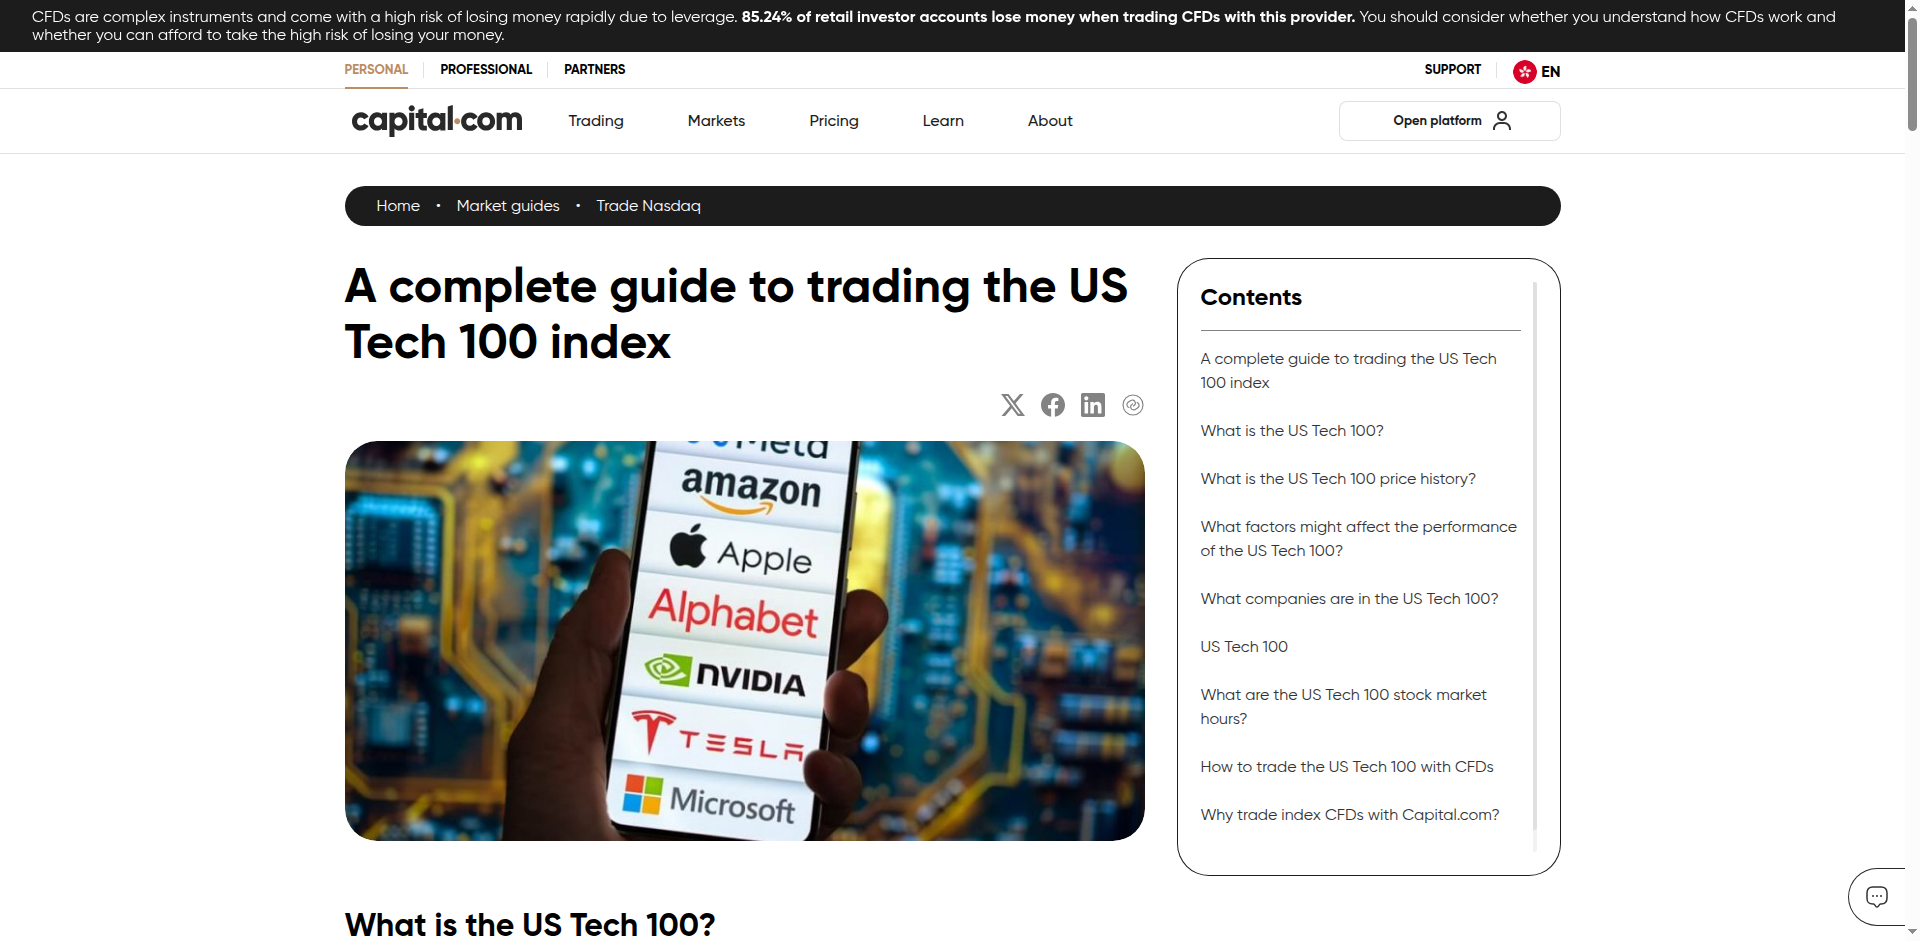 CFDs are complex instruments and come with a high risk of losing money rapidly due to leverage. 85.24% of retail investor accounts lose money when trading CFDs with this provider. You should consider whether you understand how CFDs work and
whether you can afford to take the high risk of losing your money.
PERSONAL
PROFESSIONAL
PARTNERS
SUPPORT
EN
capital.com
Trading
Markets
Pricing
Learn
About
Open platform
Home • Market guides • Trade Nasdaq
A complete guide to trading the US
Tech 100 index
Meta
amazon
Apple
Alphabet
NVIDIA
TESLA
Microsoft
What is the US Tech 100?
Contents
A complete guide to trading the US Tech
100 index
What is the US Tech 100?
What is the US Tech 100 price history?
What factors might affect the performance
of the US Tech 100?
What companies are in the US Tech 100?
US Tech 100
What are the US Tech 100 stock market
hours?
How to trade the US Tech 100 with CFDs
Why trade index CFDs with Capital.com?